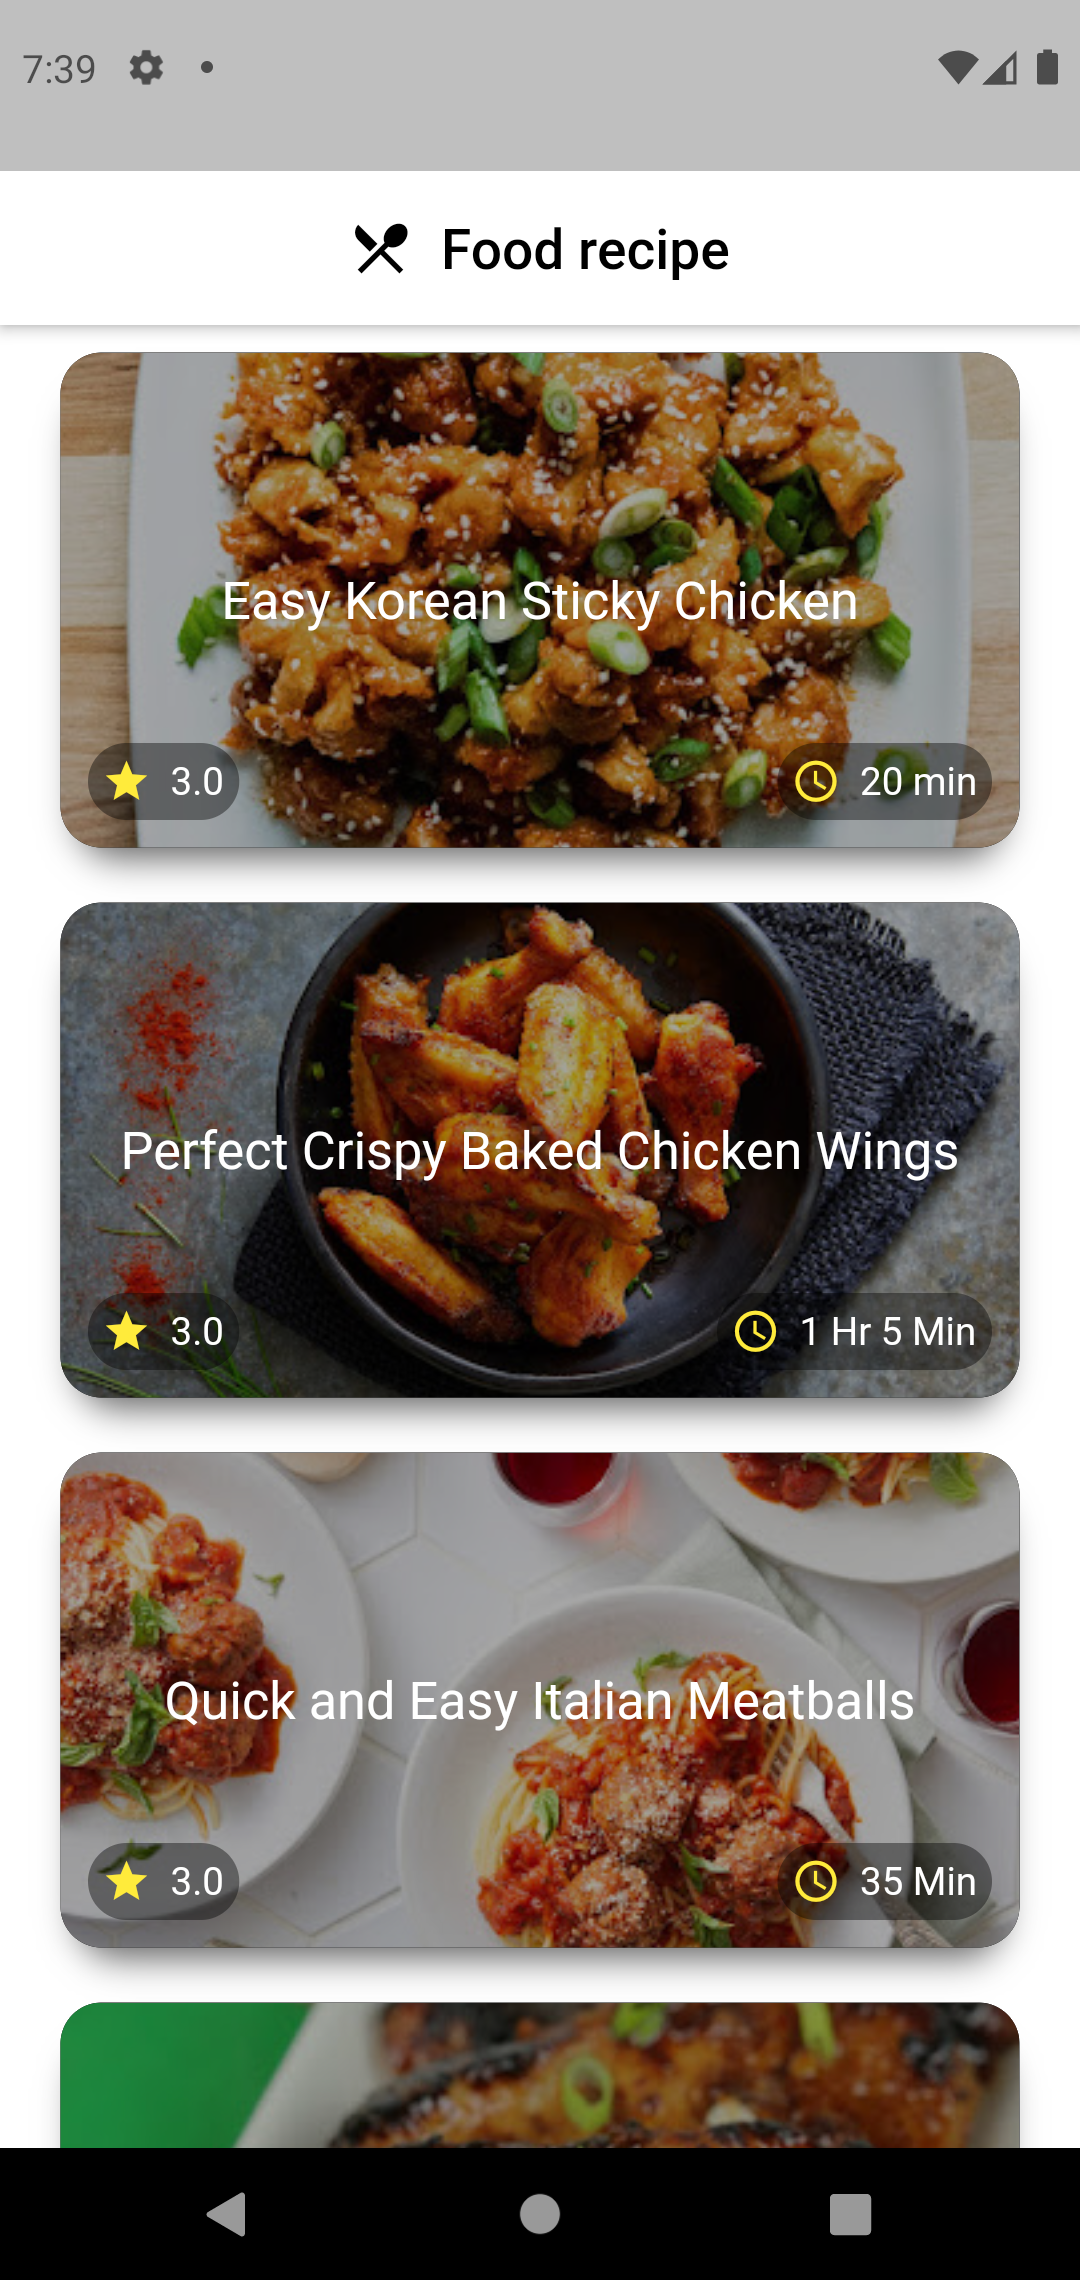 7:39
Food recipe
Easy Korean Sticky Chicken
3.0
20 min
Perfect Crispy Baked Chicken Wings
3.0
1 Hr 5 Min
Quick and Easy Italian Meatballs
3.0
35 Min